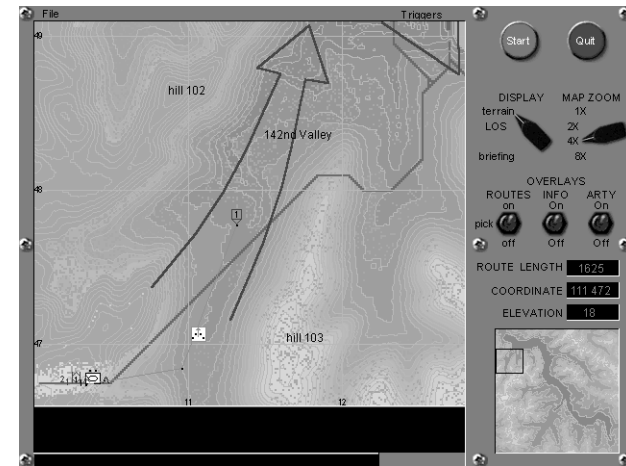 File Triggers
49
hill 102
142nd Valley
48
1
hill 103
47
11 12
Start Quit
DISPLAY MAP ZOOM
terrain 1X
LOS 2X
4X
briefing 8X
OVERLAYS
ROUTES INFO ARTY
on On On
pick
off Off Off
ROUTE LENGTH 1625
COORDINATE 111 472
ELEVATION 18